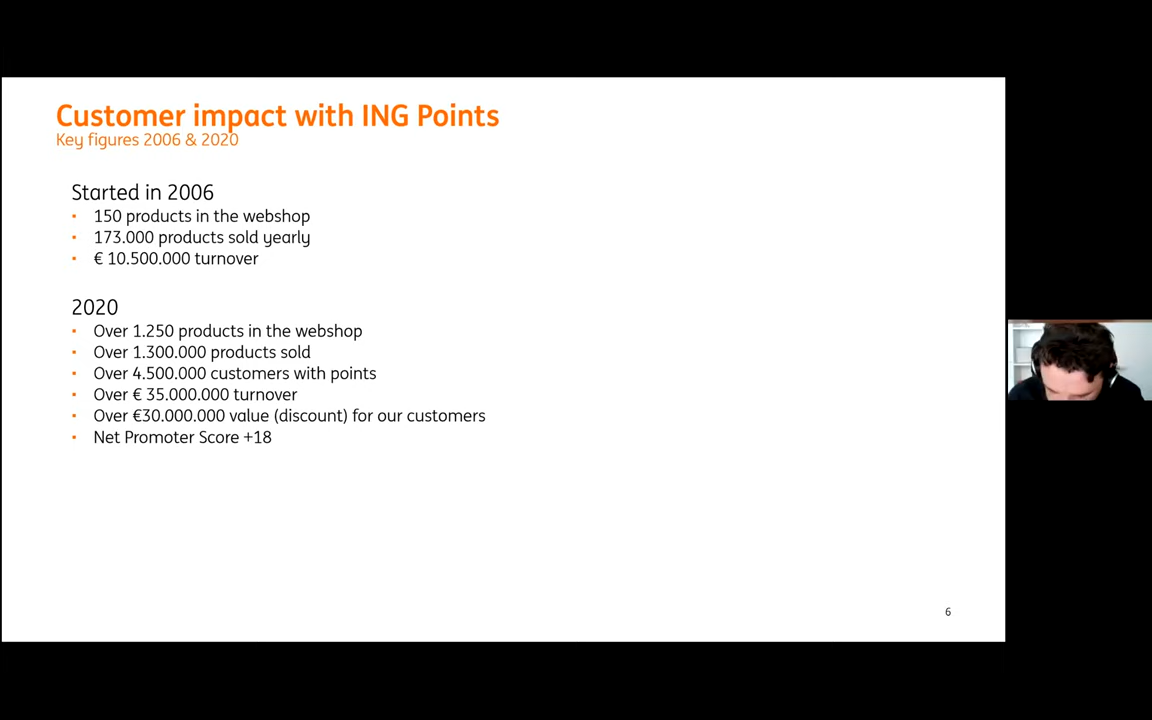 Customer impact with ING Points
Key figures 2006 & 2020
Started in 2006
▪ 150 products in the webshop
▪ 173.000 products sold yearly
▪ € 10.500.000 turnover
2020
▪ Over 1.250 products in the webshop
▪ Over 1.300.000 products sold
▪ Over 4.500.000 customers with points
▪ Over € 35.000.000 turnover
▪ Over €30.000.000 value (discount) for our customers
▪ Net Promoter Score +18
6